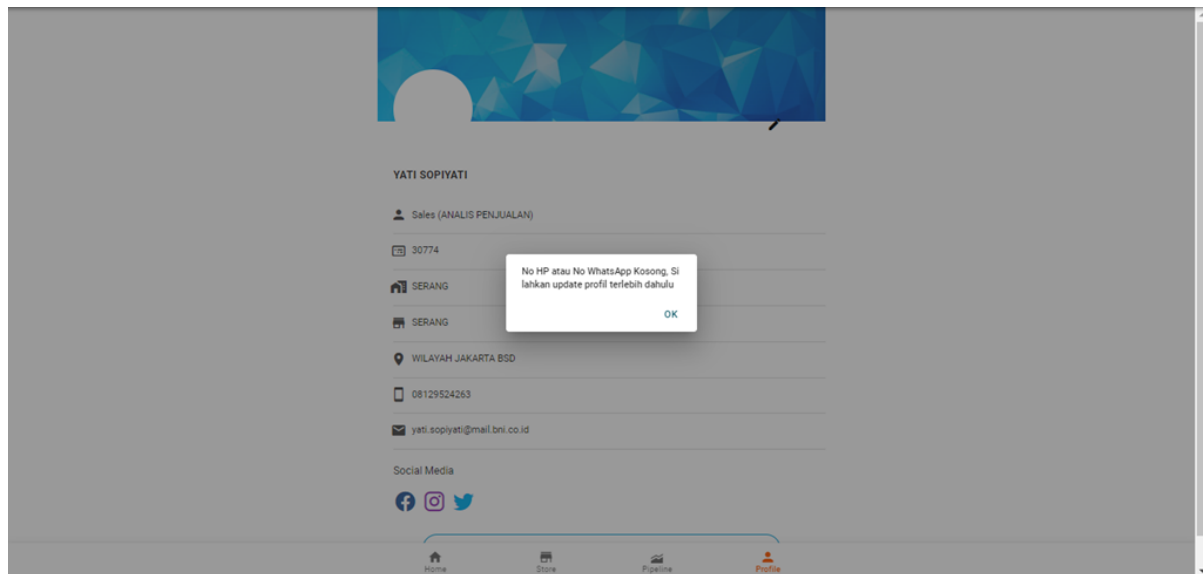 YATI SOPIYATI
Sales (ANALIS PENJUALAN)
30774
No HP atau No WhatsApp Kosong, Si
lahkan update profil terlebih dahulu
OK
SERANG
SERANG
WILAYAH JAKARTA BSD
08129524263
yati.sopiyati@mail.bni.co.id
Social Media
Home
Store
Pipeline
Profile